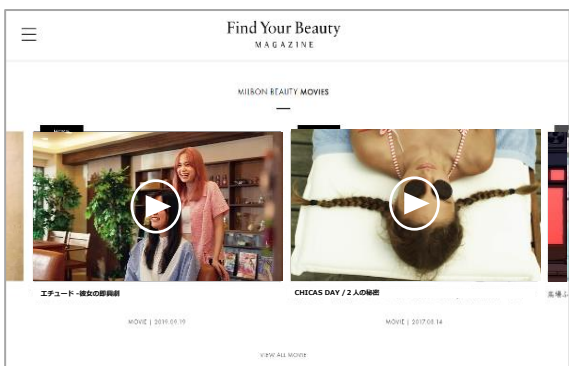 Find Your Beauty
MAGAZINE
MILBON BEAUTY MOVIES
エチュード -彼女の即興劇
CHICAS DAY / 2人の秘密
MOVIE | 2019.09.19
MOVIE | 2017.08.14
VIEW ALL MOVIE